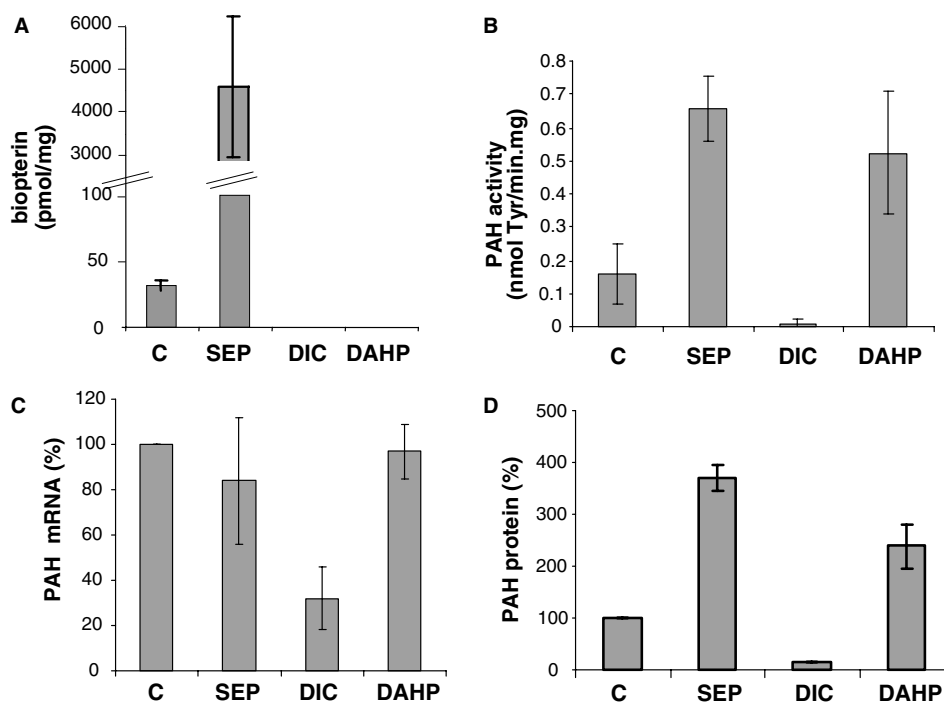 A
biopterin
(pmol/mg)
6000
5000
4000
3000
100
50
0
C SEP DIC DAHP
B
PAH activity
(nmol Tyr/min.mg)
0.8
0.7
0.6
0.5
0.4
0.3
0.2
0.1
0
C SEP DIC DAHP
C
PAH mRNA (%)
120
100
80
60
40
20
0
C SEP DIC DAHP
D
PAH protein (%)
500
400
300
200
100
0
C SEP DIC DAHP